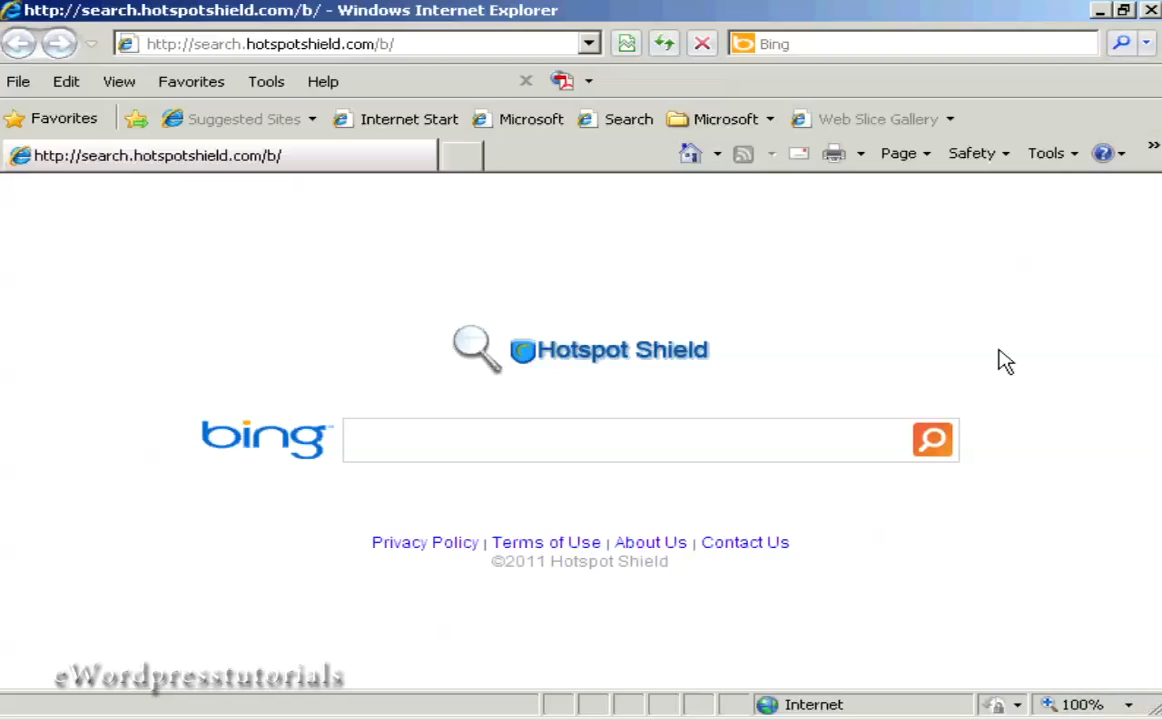 http://search.hotspotshield.com/b/ - Windows Internet Explorer
http://search.hotspotshield.com/b/ Bing
File Edit View Favorites Tools Help
Favorites Suggested Sites Internet Start Microsoft Search Microsoft Web Slice Gallery
http://search.hotspotshield.com/b/ Page Safety Tools
Hotspot Shield
bing™
Privacy Policy | Terms of Use | About Us | Contact Us
©2011 Hotspot Shield
eWordpresstutorials
Internet 100%